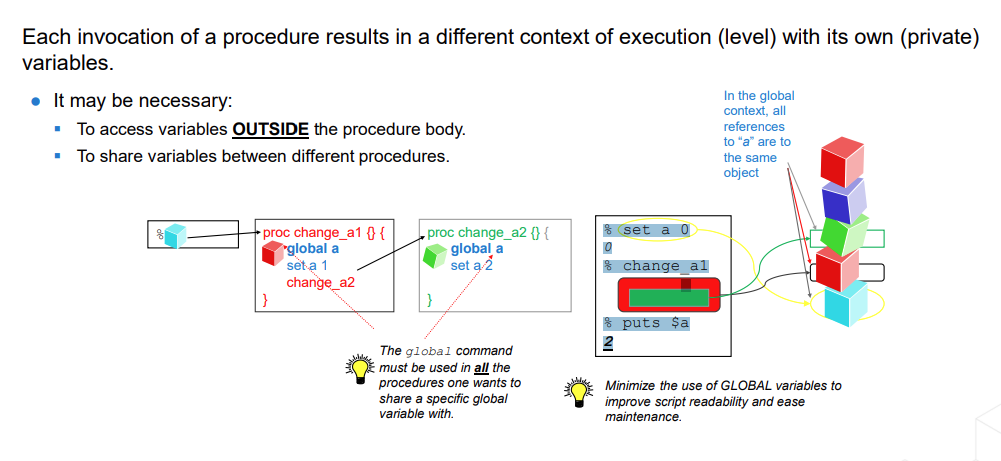 Each invocation of a procedure results in a different context of execution (level) with its own (private)
variables.
● It may be necessary:
▪ To access variables OUTSIDE the procedure body.
▪ To share variables between different procedures.
In the global
context, all
references
to “a” are to
the same
object
%
proc change_a1 {} {
global a
set a 1
change_a2
}
proc change_a2 {} {
global a
set a 2
}
% set a 0
0
% change_a1
% puts $a
2
The global command
must be used in all the
procedures one wants to
share a specific global
variable with.
Minimize the use of GLOBAL variables to
improve script readability and ease
maintenance.